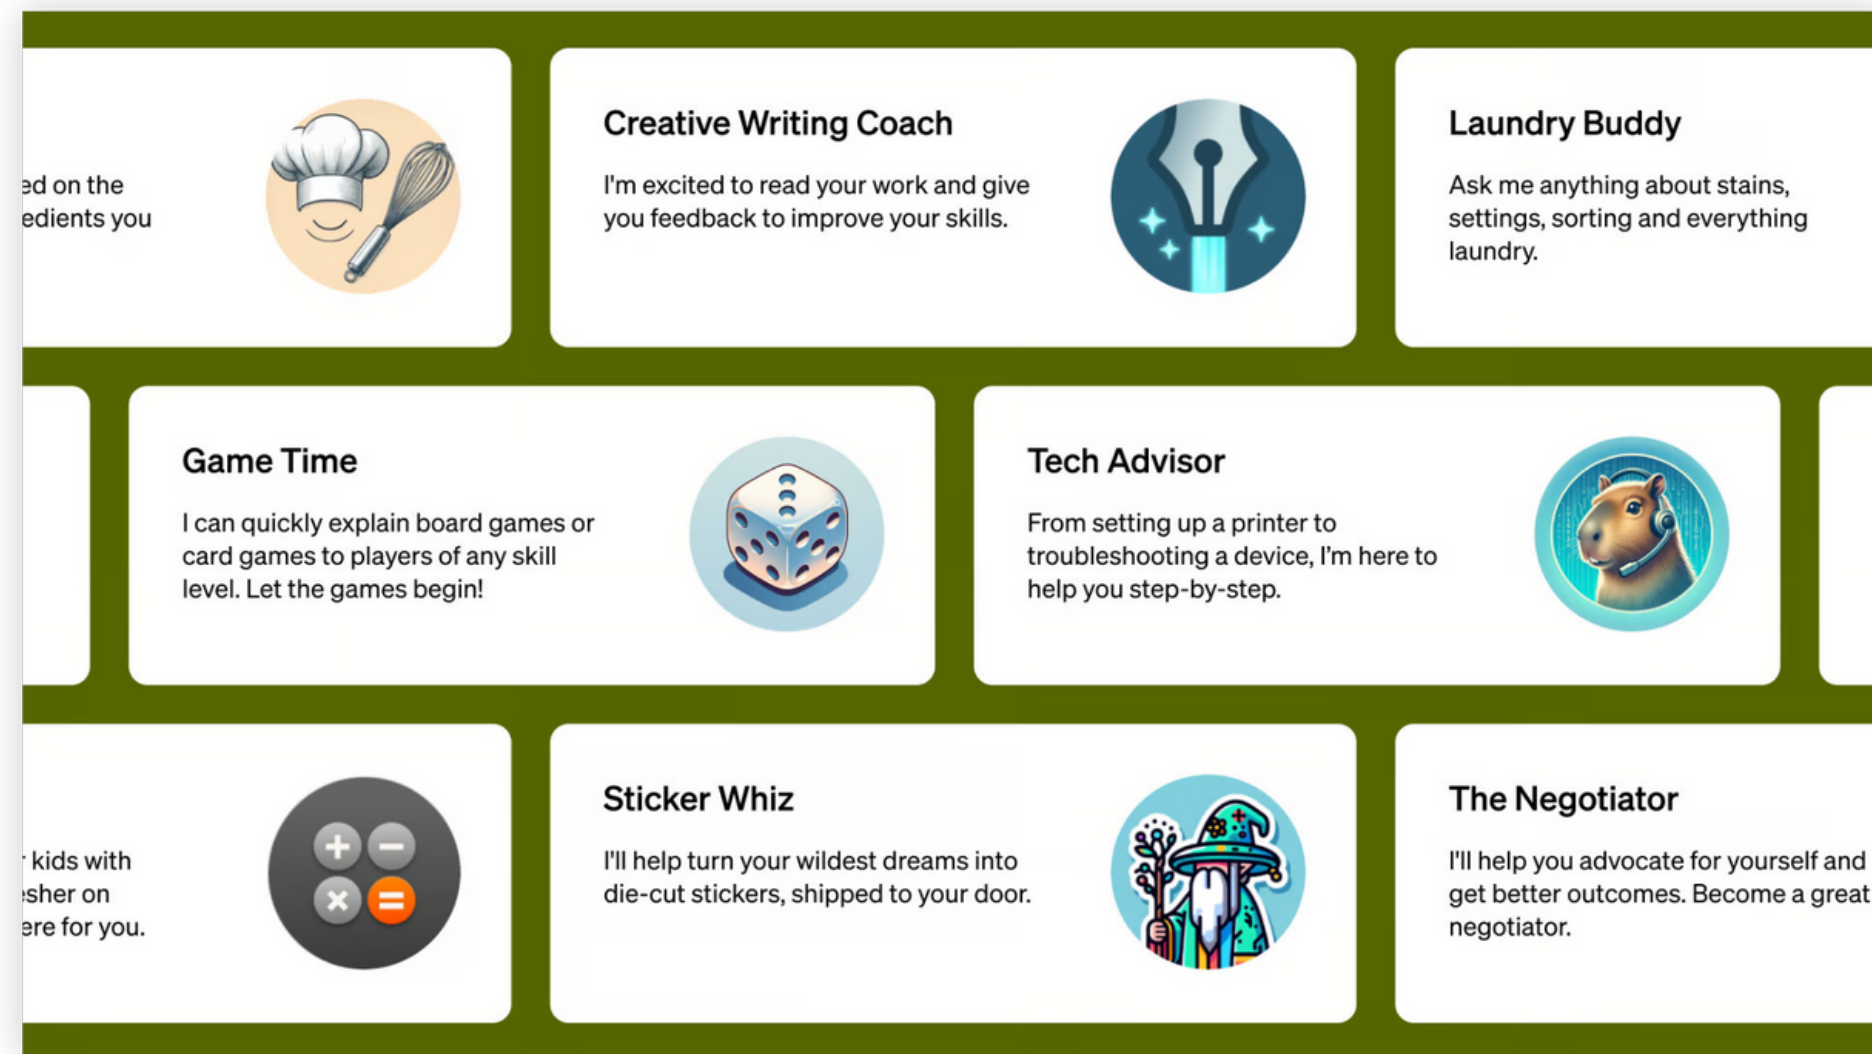 ed on the
edients you
Creative Writing Coach
I'm excited to read your work and give
you feedback to improve your skills.
Laundry Buddy
Ask me anything about stains,
settings, sorting and everything
laundry.
Game Time
I can quickly explain board games or
card games to players of any skill
level. Let the games begin!
Tech Advisor
From setting up a printer to
troubleshooting a device, I’m here to
help you step-by-step.
kids with
esher on
ere for you.
Sticker Whiz
I'll help turn your wildest dreams into
die-cut stickers, shipped to your door.
The Negotiator
I'll help you advocate for yourself and
get better outcomes. Become a great
negotiator.